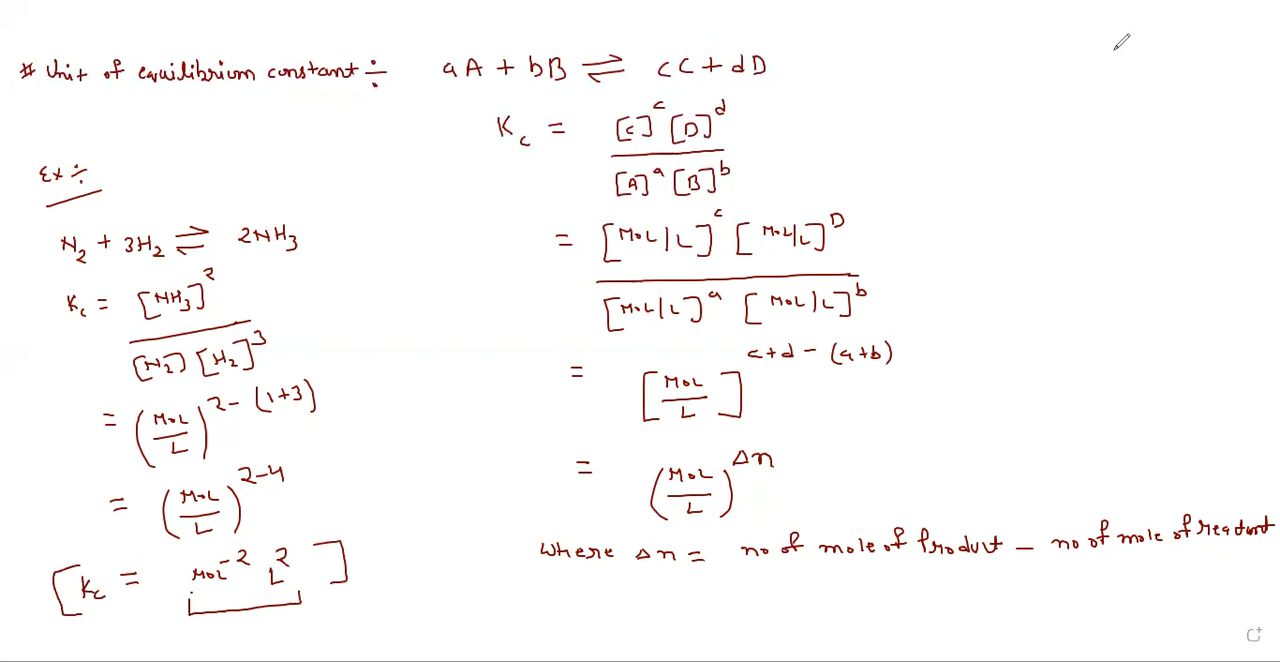 # Unit of equilibrium constant ÷ aA + bB ⇌ cC + dD
Kc = [C]^c [D]^d / [A]^a [B]^b
= [MOL/L]^c [MOL/L]^D / [MOL/L]^a [MOL/L]^b
= [MOL/L]^c+d-(a+b)
= (MOL/L)^Δn
where Δn = no of mole of Product - no of mole of reactant
Ex ÷
N2 + 3H2 ⇌ 2NH3
Kc = [NH3]^2 / [N2] [H2]^3
= (MOL/L)^2-(1+3)
= (MOL/L)^2-4
[Kc = MOL^-2 L^2]